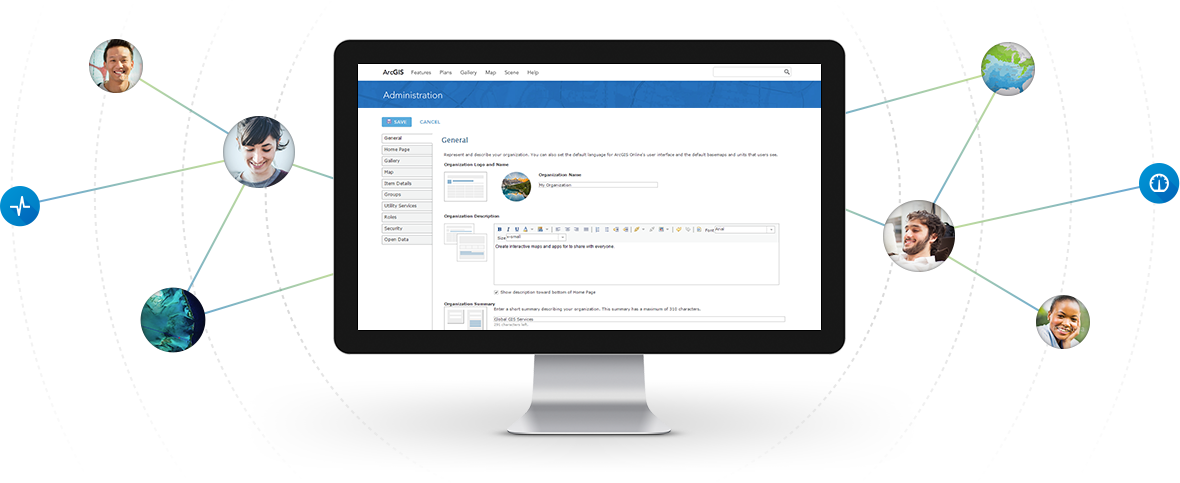 ArcGIS Features Plans Gallery Map Scene Help
Administration
SAVE CANCEL
General
Home Page
Gallery
Map
Item Details
Groups
Utility Services
Roles
Security
Open Data
General
Represent and describe your organization. You can also set the default language for ArcGIS Online's user interface and the default basemaps and units that users see.
Organization Logo and Name
Organization Name
My Organization
Organization Description
B I U A Font Arial
Size x-small
Create interactive maps and apps for to share with everyone.
Show description toward bottom of Home Page
Organization Summary
Enter a short summary describing your organization. This summary has a maximum of 310 characters.
Global GIS Services
characters left.